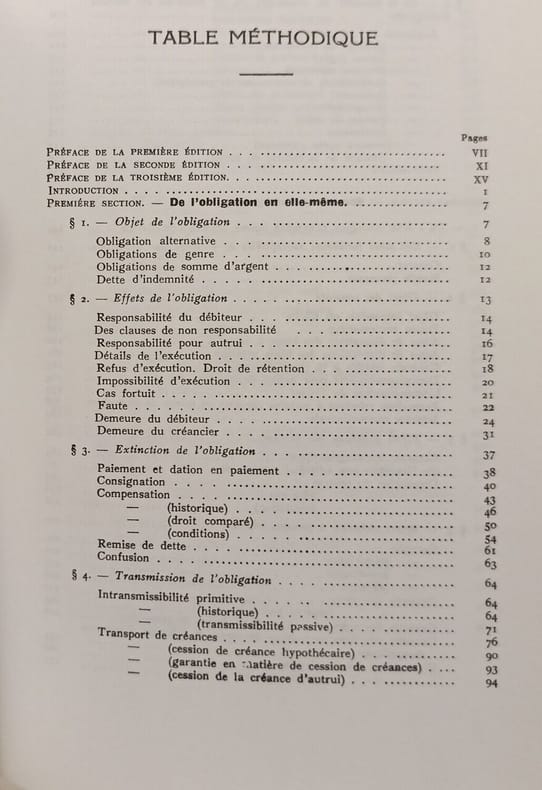 TABLE MÉTHODIQUE
Pages
PRÉFACE DE LA PREMIÈRE ÉDITION . . . . . . . . . . VII
PRÉFACE DE LA SECONDE ÉDITION . . . . . . . . . . XI
PRÉFACE DE LA TROISIÈME ÉDITION. . . . . . . . . . XV
INTRODUCTION . . . . . . . . . . 1
PREMIÈRE SECTION. — De l'obligation en elle-même. . . . . . . . . . 7
§ 1. — Objet de l'obligation . . . . . . . . . . 7
Obligation alternative . . . . . . . . . . 8
Obligations de genre . . . . . . . . . . 10
Obligations de somme d'argent . . . . . . . . . . 12
Dette d'indemnité . . . . . . . . . . 12
§ 2. — Effets de l'obligation . . . . . . . . . . 13
Responsabilité du débiteur . . . . . . . . . . 14
Des clauses de non responsabilité . . . . . . . . . . 14
Responsabilité pour autrui . . . . . . . . . . 16
Détails de l'exécution . . . . . . . . . . 17
Refus d'exécution. Droit de rétention . . . . . . . . . . 18
Impossibilité d'exécution . . . . . . . . . . 20
Cas fortuit . . . . . . . . . . 21
Faute . . . . . . . . . . 22
Demeure du débiteur . . . . . . . . . . 24
Demeure du créancier . . . . . . . . . . 31
§ 3. — Extinction de l'obligation . . . . . . . . . . 37
Paiement et dation en paiement . . . . . . . . . . 38
Consignation . . . . . . . . . . 40
Compensation . . . . . . . . . . 43
— (historique) . . . . . . . . . . 46
— (droit comparé) . . . . . . . . . . 50
— (conditions) . . . . . . . . . . 54
Remise de dette . . . . . . . . . . 61
Confusion . . . . . . . . . . 63
§ 4. — Transmission de l'obligation . . . . . . . . . . 64
Intransmissibilité primitive . . . . . . . . . . 64
— (historique) . . . . . . . . . . 64
— (transmissibilité passive) . . . . . . . . . . 71
Transport de créances . . . . . . . . . . 76
— (cession de créance hypothécaire) . . . . . . . . . . 90
— (garantie en matière de cession de créances) . . . . 93
— (cession de la créance d'autrui) . . . . . . . . . . 94